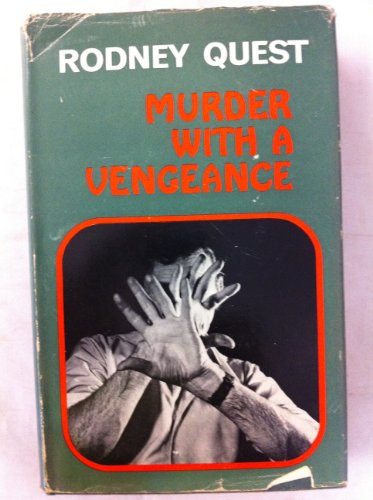 RODNEY QUEST
MURDER
WITH A
VENGEANCE